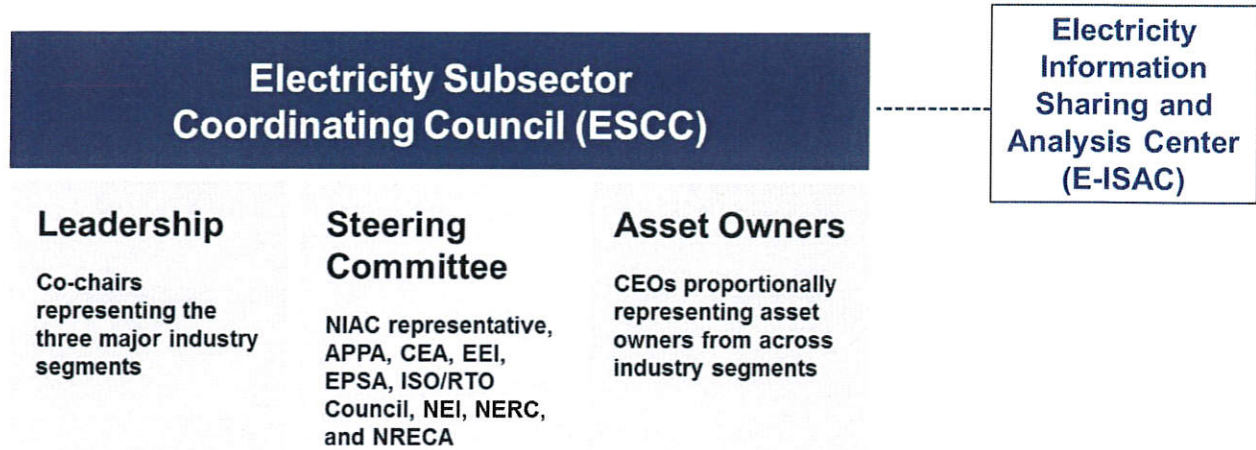 Electricity Subsector
Coordinating Council (ESCC)
Electricity
Information
Sharing and
Analysis Center
(E-ISAC)
Leadership
Co-chairs
representing the
three major industry
segments
Steering
Committee
NIAC representative,
APPA, CEA, EEI,
EPSA, ISO/RTO
Council, NEI, NERC,
and NRECA
Asset Owners
CEOs proportionally
representing asset
owners from across
industry segments